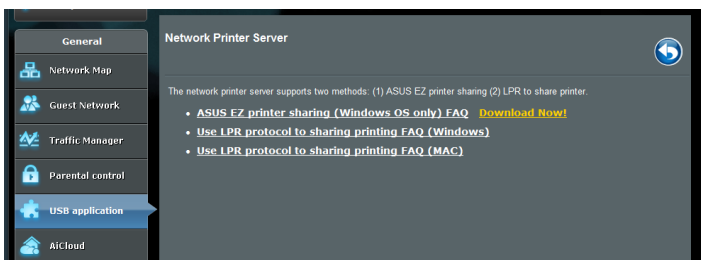 General
Network Map
Guest Network
Traffic Manager
Parental control
USB application
AiCloud
Network Printer Server
The network printer server supports two methods: (1) ASUS EZ printer sharing (2) LPR to share printer.
ASUS EZ printer sharing (Windows OS only) FAQ Download Now!
Use LPR protocol to sharing printing FAQ (Windows)
Use LPR protocol to sharing printing FAQ (MAC)